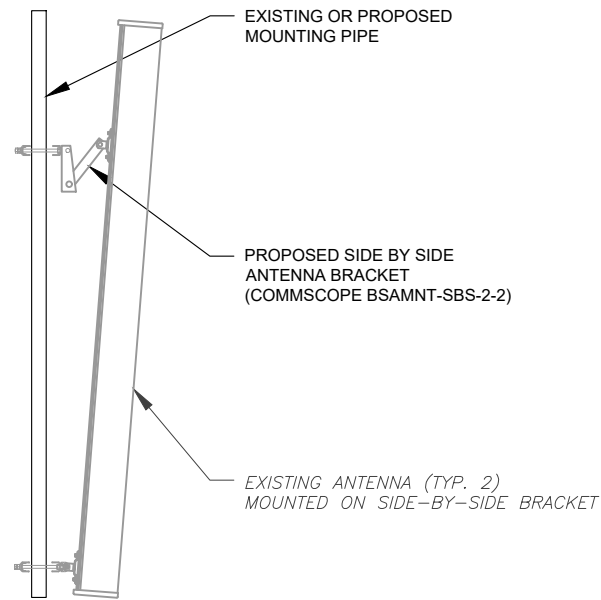 EXISTING OR PROPOSED
MOUNTING PIPE
PROPOSED SIDE BY SIDE
ANTENNA BRACKET
(COMMSCOPE BSAMNT-SBS-2-2)
EXISTING ANTENNA (TYP. 2)
MOUNTED ON SIDE-BY-SIDE BRACKET